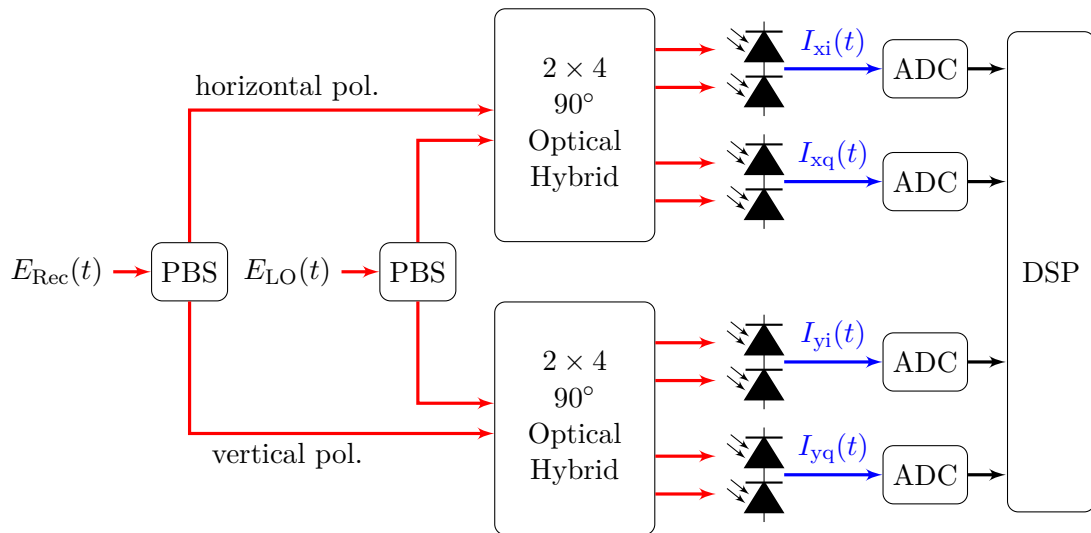 horizontal pol.
2 × 4
90°
Optical
Hybrid
I_xi(t)
ADC
I_xq(t)
ADC
E_Rec(t)
PBS
E_LO(t)
PBS
DSP
vertical pol.
2 × 4
90°
Optical
Hybrid
I_yi(t)
ADC
I_yq(t)
ADC